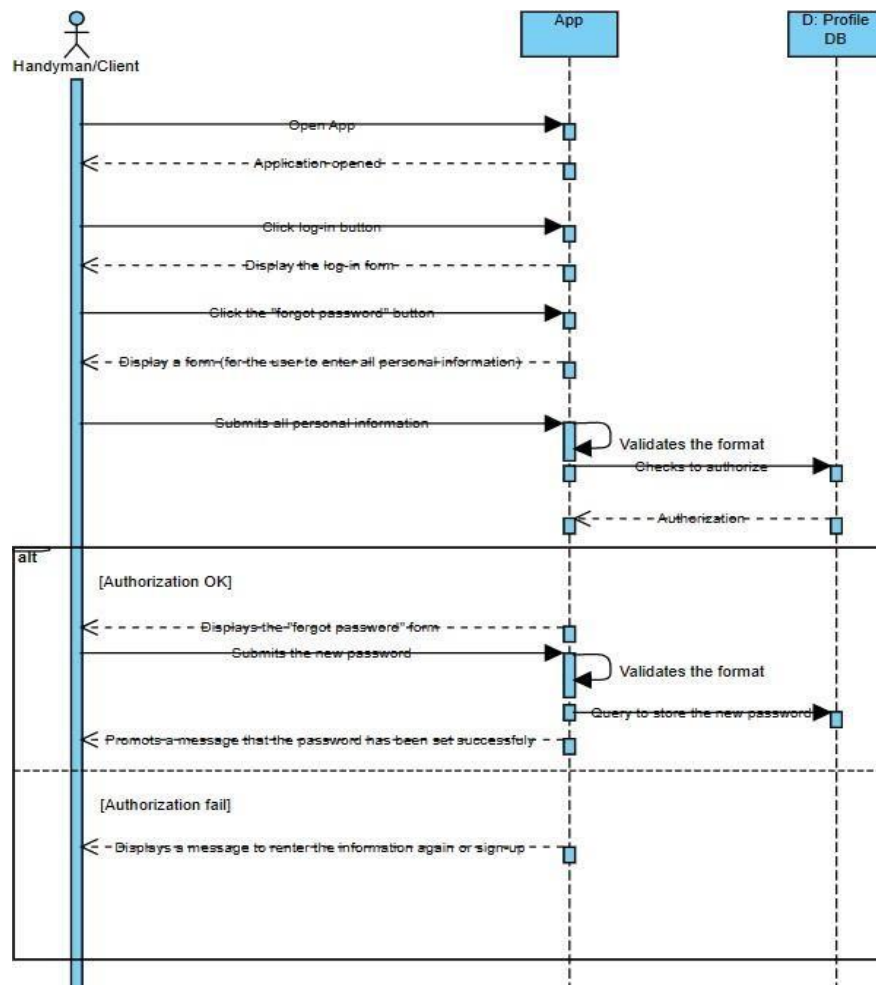 App
D: Profile
DB
Handyman/Client
Open App
Application opened
Click log-in button
Display the log-in form
Click the "forgot password" button
Display a form (for the user to enter all personal information)
Submits all personal information
Validates the format
Checks to authorize
Authorization
alt
[Authorization OK]
Displays the "forgot password" form
Submits the new password
Validates the format
Query to store the new password
Promots a message that the password has been set successfuly
[Authorization fail]
Displays a message to renter the information again or sign-up